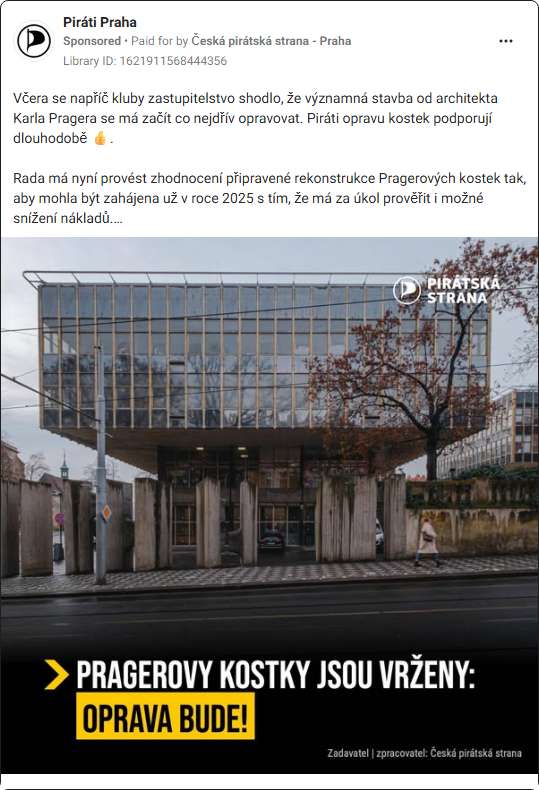 Piráti Praha
Sponsored • Paid for by Česká pirátská strana - Praha
Library ID: 1621911568444356
Včera se napříč kluby zastupitelstvo shodlo, že významná stavba od architekta
Karla Pragera se má začít co nejdřív opravovat. Piráti opravu kostek podporují
dlouhodobě 👍 .
Rada má nyní provést zhodnocení připravené rekonstrukce Pragerových kostek tak,
aby mohla být zahájena už v roce 2025 s tím, že má za úkol prověřit i možné
snížení nákladů....
PIRÁTSKÁ
STRANA
PRAGEROVY KOSTKY JSOU VRŽENY:
OPRAVA BUDE!
Zadavatel | zpracovatel: Česká pirátská strana